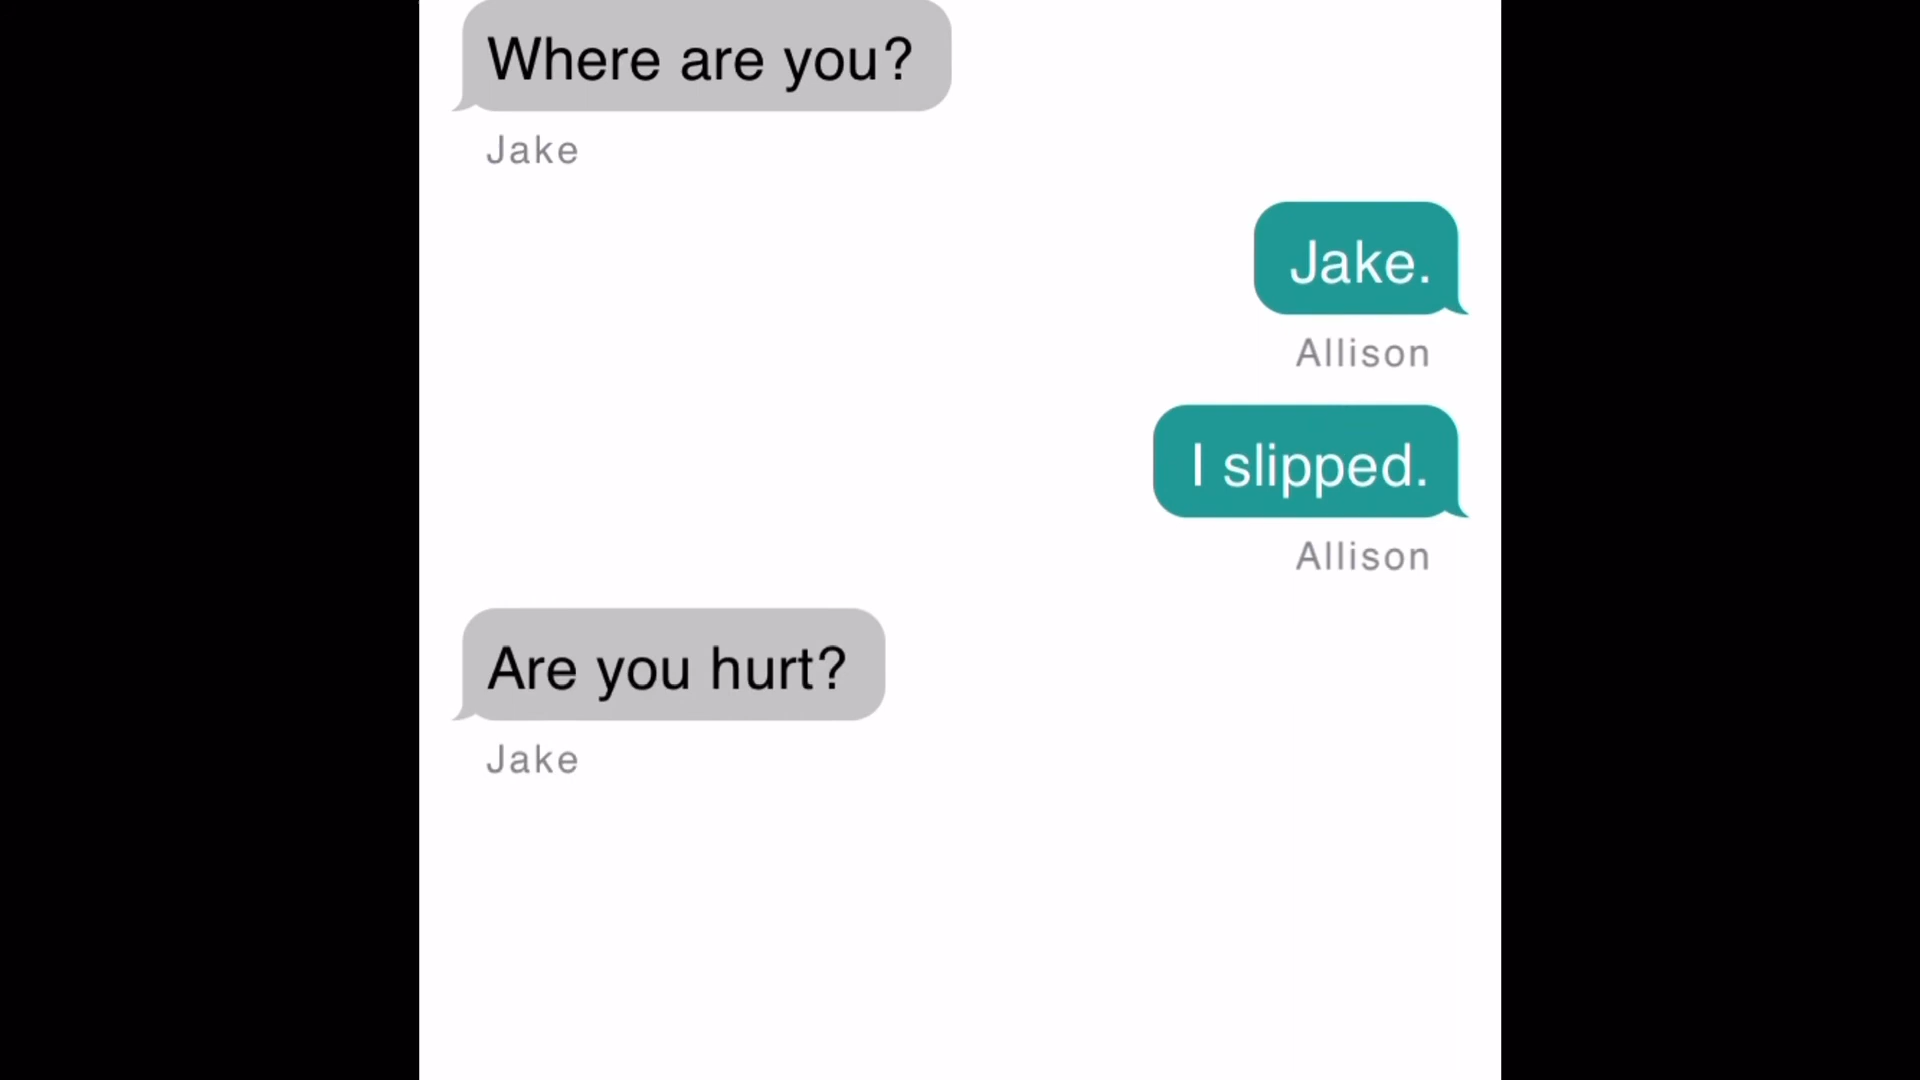 Where are you?
Jake
Jake.
Allison
I slipped.
Allison
Are you hurt?
Jake